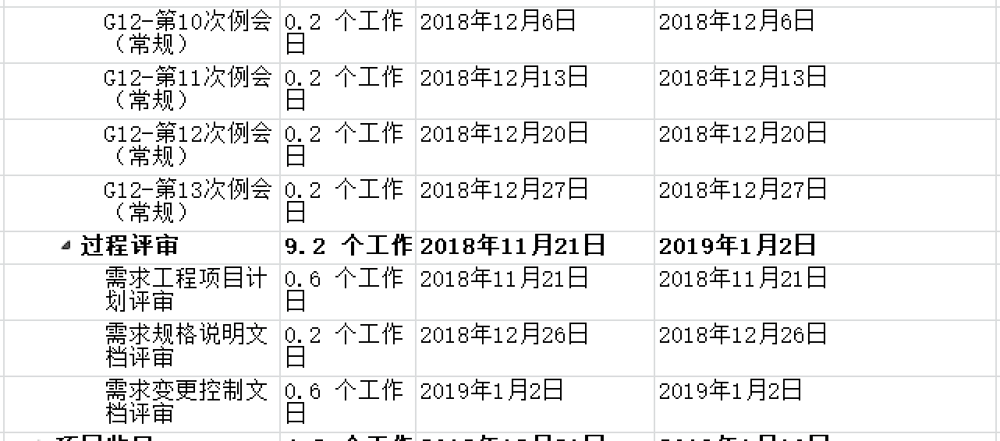 G12-第10次例会 0.2 个工作 2018年12月6日 2018年12月6日
（常规） 日
G12-第11次例会 0.2 个工作 2018年12月13日 2018年12月13日
（常规） 日
G12-第12次例会 0.2 个工作 2018年12月20日 2018年12月20日
（常规） 日
G12-第13次例会 0.2 个工作 2018年12月27日 2018年12月27日
（常规） 日
过程评审 9.2 个工作 2018年11月21日 2019年1月2日
需求工程项目计 0.6 个工作 2018年11月21日 2018年11月21日
划评审 日
需求规格说明文 0.2 个工作 2018年12月26日 2018年12月26日
档评审 日
需求变更控制文 0.6 个工作 2019年1月2日 2019年1月2日
档评审 日